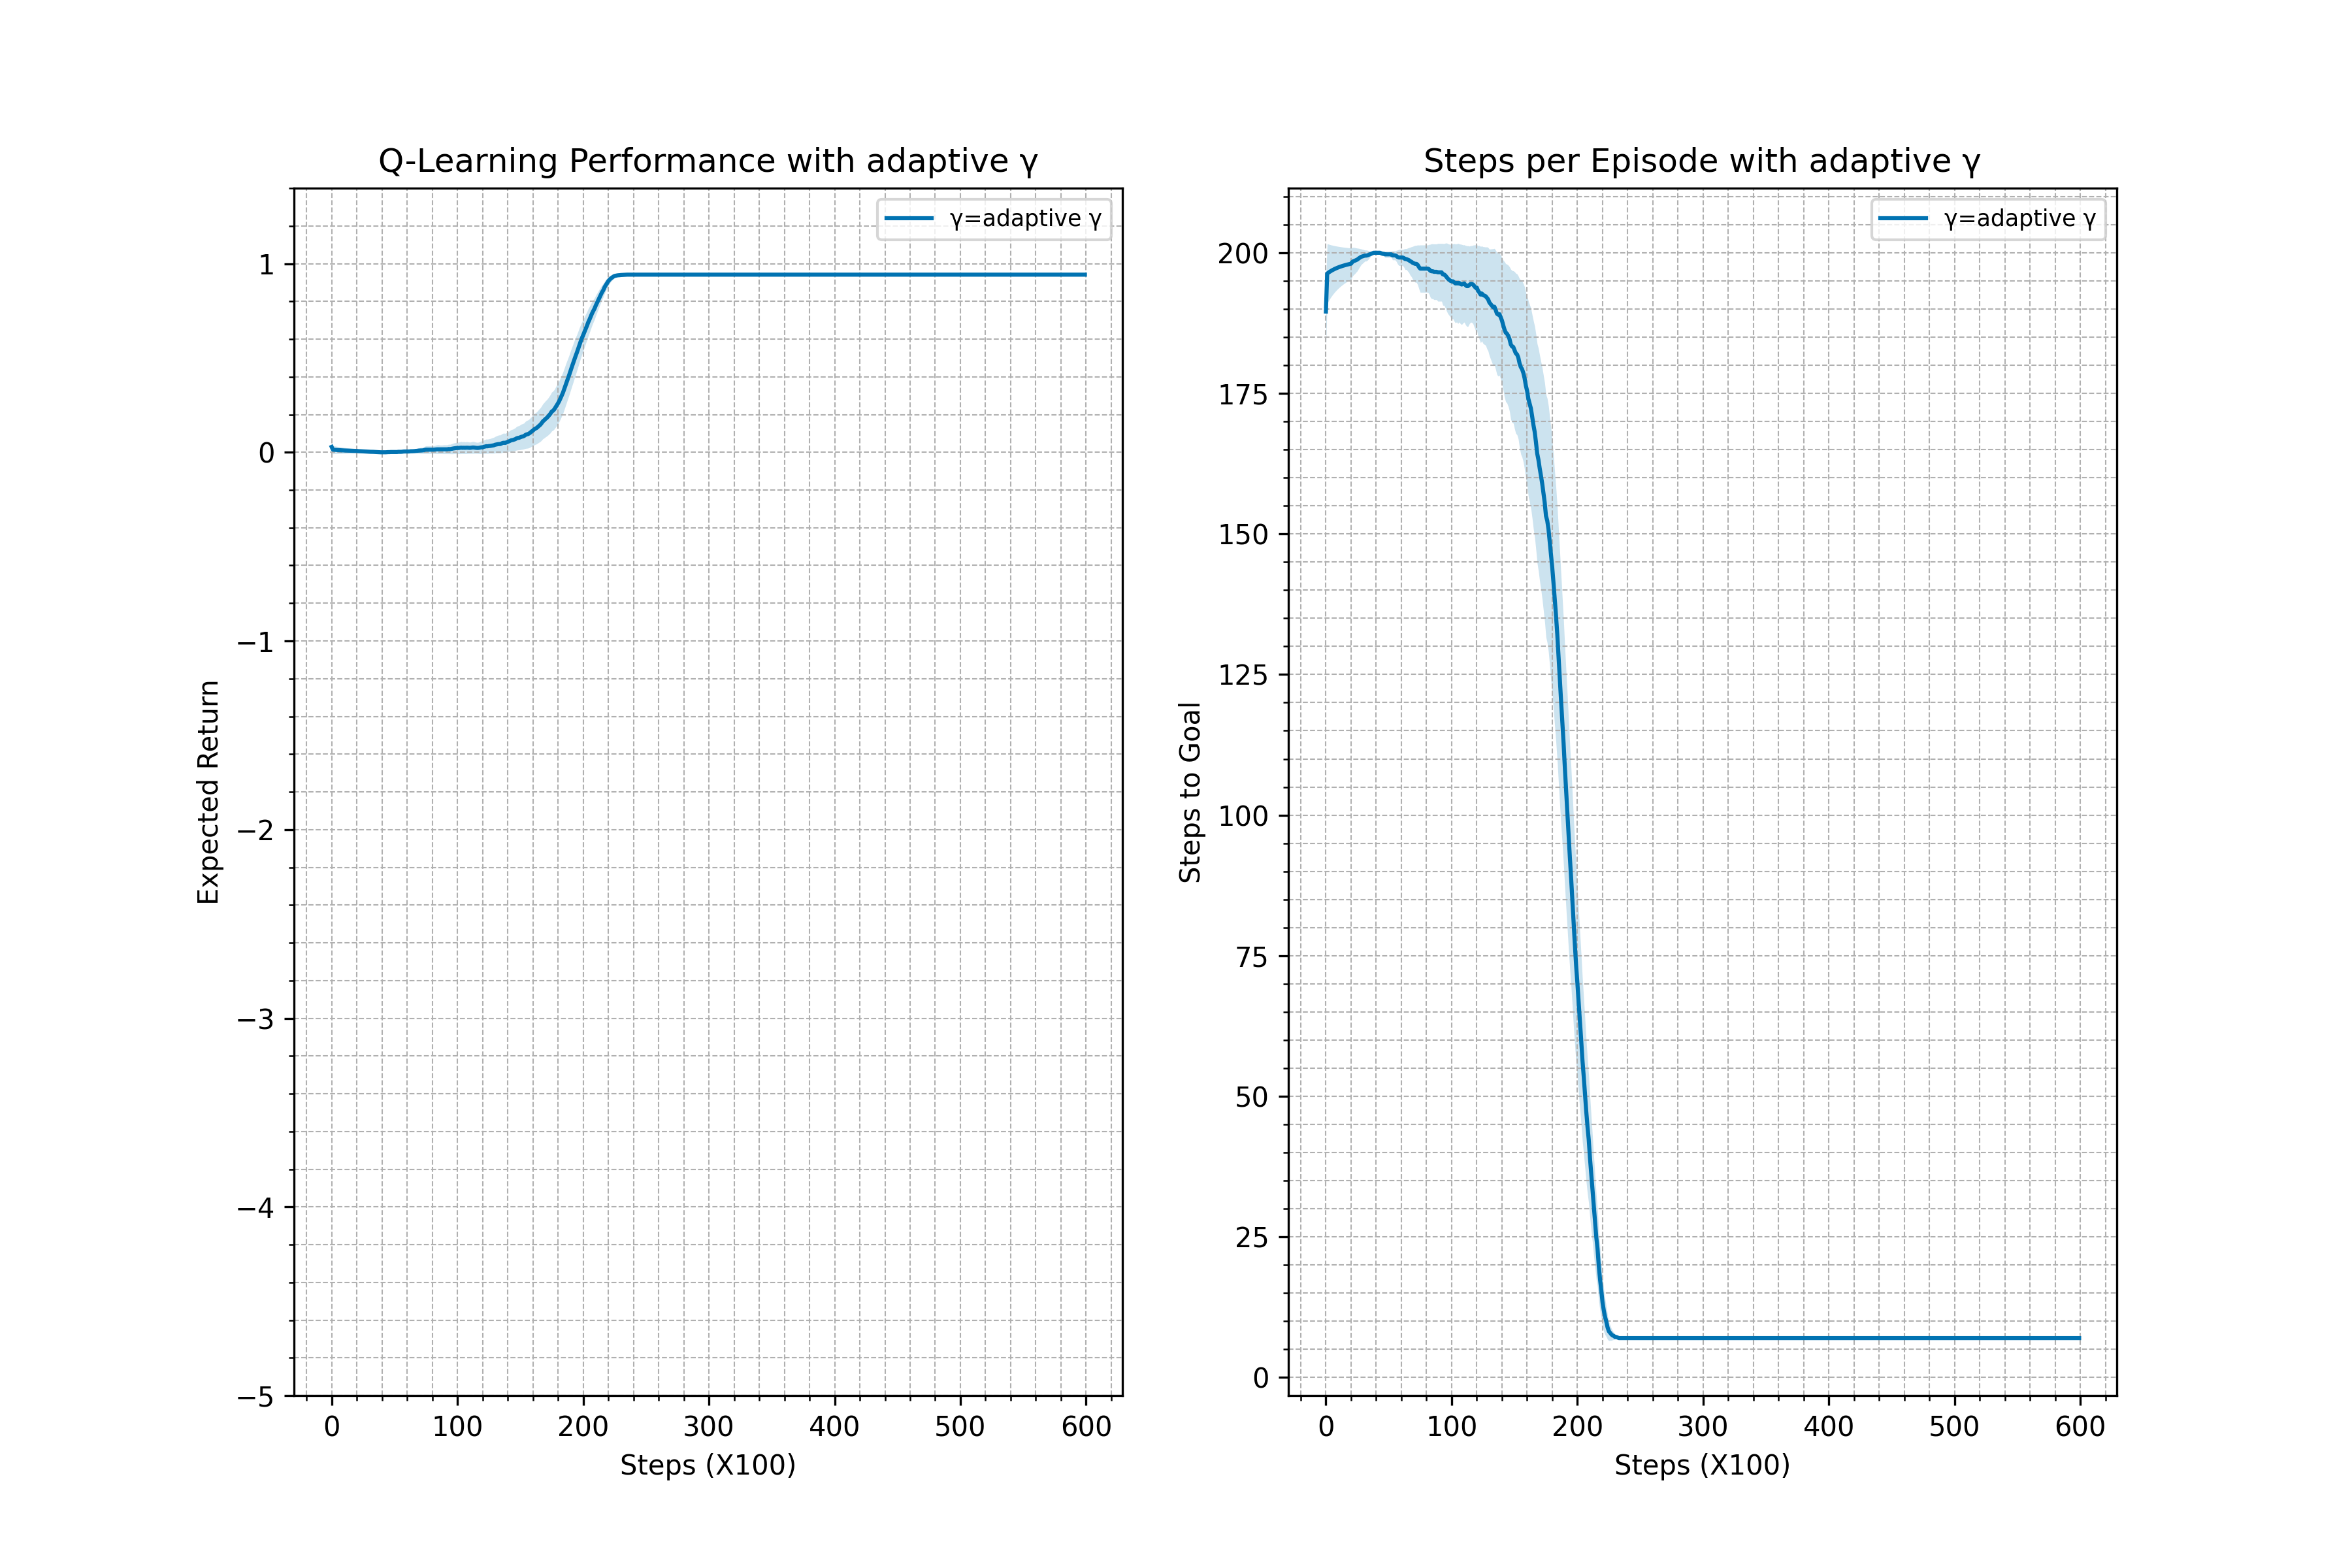 Q-Learning Performance with adaptive γ
γ=adaptive γ
1
0
−1
−2
−3
−4
−5
Expected Return
0 100 200 300 400 500 600
Steps (X100)
Steps per Episode with adaptive γ
γ=adaptive γ
200
175
150
125
100
75
50
25
0
Steps to Goal
0 100 200 300 400 500 600
Steps (X100)